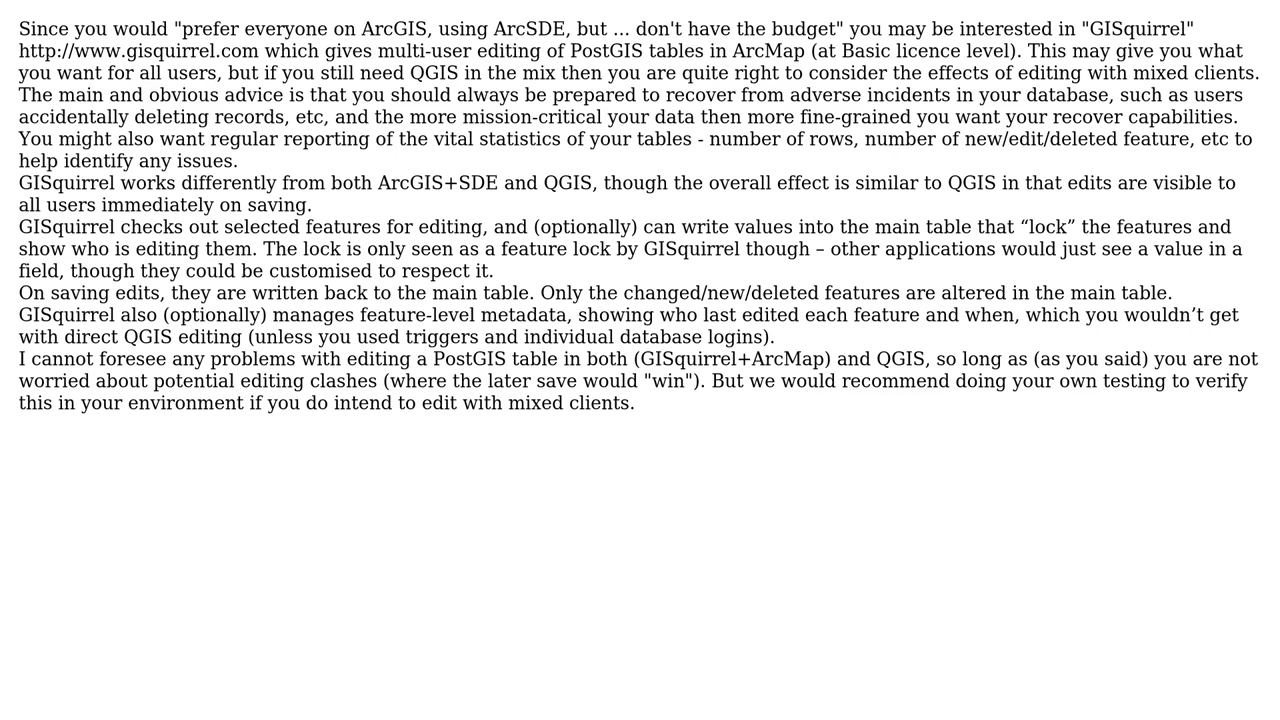 Since you would "prefer everyone on ArcGIS, using ArcSDE, but ... don't have the budget" you may be interested in "GISquirrel"
http://www.gisquirrel.com which gives multi-user editing of PostGIS tables in ArcMap (at Basic licence level). This may give you what
you want for all users, but if you still need QGIS in the mix then you are quite right to consider the effects of editing with mixed clients.
The main and obvious advice is that you should always be prepared to recover from adverse incidents in your database, such as users
accidentally deleting records, etc, and the more mission-critical your data then more fine-grained you want your recover capabilities.
You might also want regular reporting of the vital statistics of your tables - number of rows, number of new/edit/deleted feature, etc to
help identify any issues.
GISquirrel works differently from both ArcGIS+SDE and QGIS, though the overall effect is similar to QGIS in that edits are visible to
all users immediately on saving.
GISquirrel checks out selected features for editing, and (optionally) can write values into the main table that “lock” the features and
show who is editing them. The lock is only seen as a feature lock by GISquirrel though – other applications would just see a value in a
field, though they could be customised to respect it.
On saving edits, they are written back to the main table. Only the changed/new/deleted features are altered in the main table.
GISquirrel also (optionally) manages feature-level metadata, showing who last edited each feature and when, which you wouldn’t get
with direct QGIS editing (unless you used triggers and individual database logins).
I cannot foresee any problems with editing a PostGIS table in both (GISquirrel+ArcMap) and QGIS, so long as (as you said) you are not
worried about potential editing clashes (where the later save would "win"). But we would recommend doing your own testing to verify
this in your environment if you do intend to edit with mixed clients.